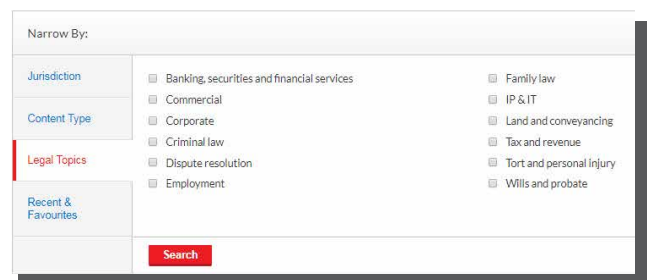 Narrow By:
Jurisdiction
Content Type
Legal Topics
Recent &
Favourites
Banking, securities and financial services
Commercial
Corporate
Criminal law
Dispute resolution
Employment
Family law
IP & IT
Land and conveyancing
Tax and revenue
Tort and personal injury
Wills and probate
Search